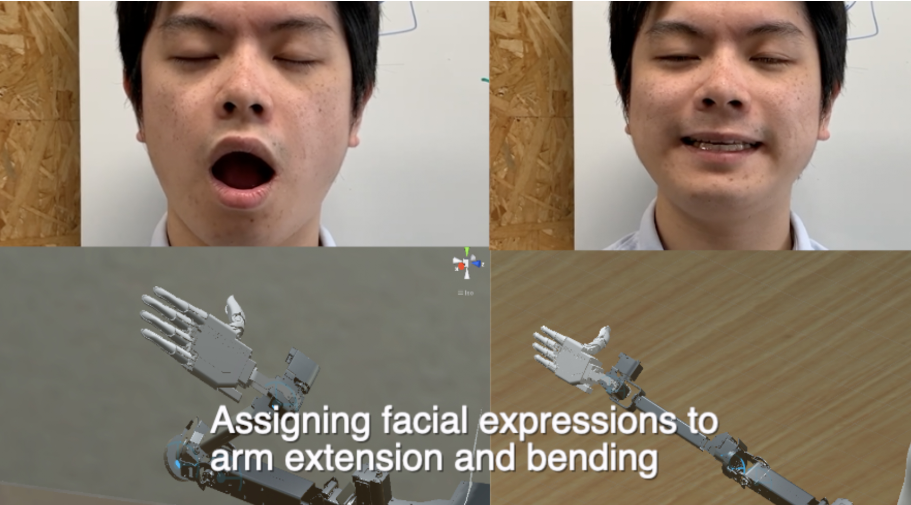 Assigning facial expressions to
arm extension and bending